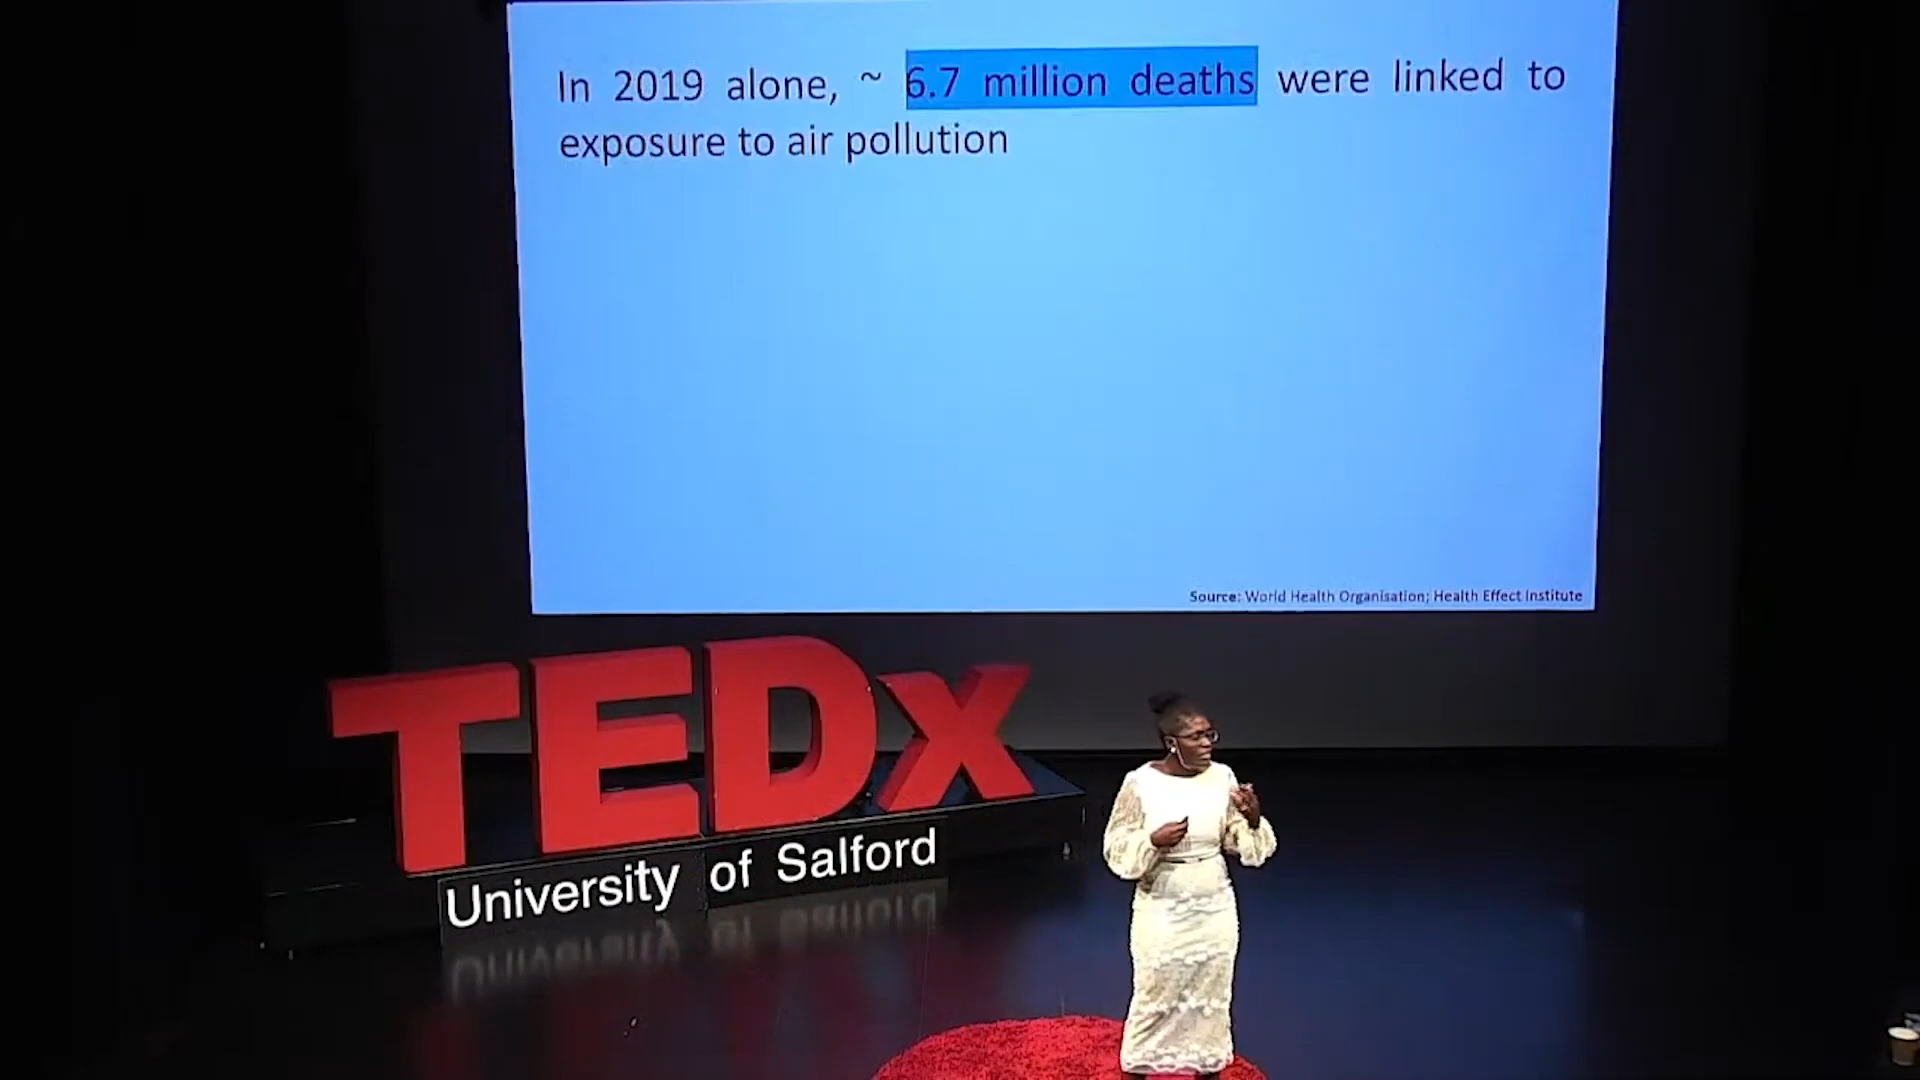 In 2019 alone, ~ 6.7 million deaths were linked to
exposure to air pollution
Source: World Health Organisation; Health Effect Institute
TEDx
University of Salford